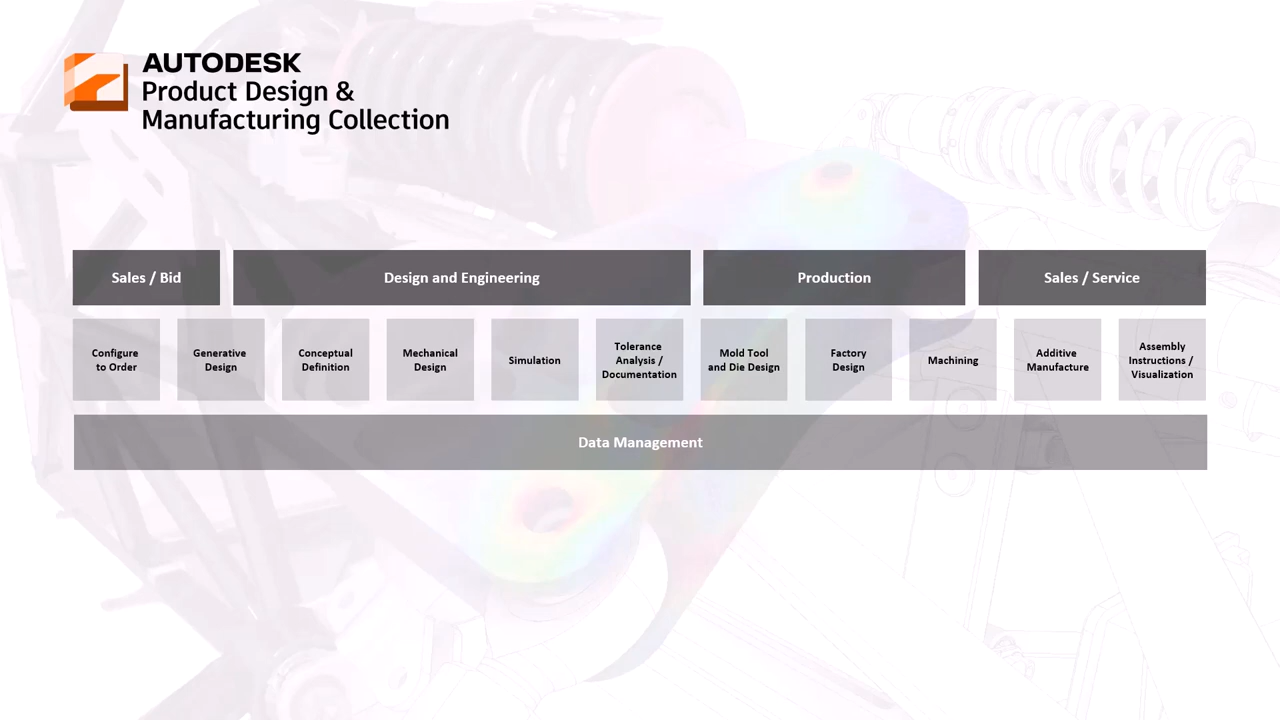 AUTODESK
Product Design &
Manufacturing Collection
Sales / Bid
Design and Engineering
Production
Sales / Service
Configure
to Order
Generative
Design
Conceptual
Definition
Mechanical
Design
Simulation
Tolerance
Analysis /
Documentation
Mold Tool
and Die Design
Factory
Design
Machining
Additive
Manufacture
Assembly
Instructions /
Visualization
Data Management